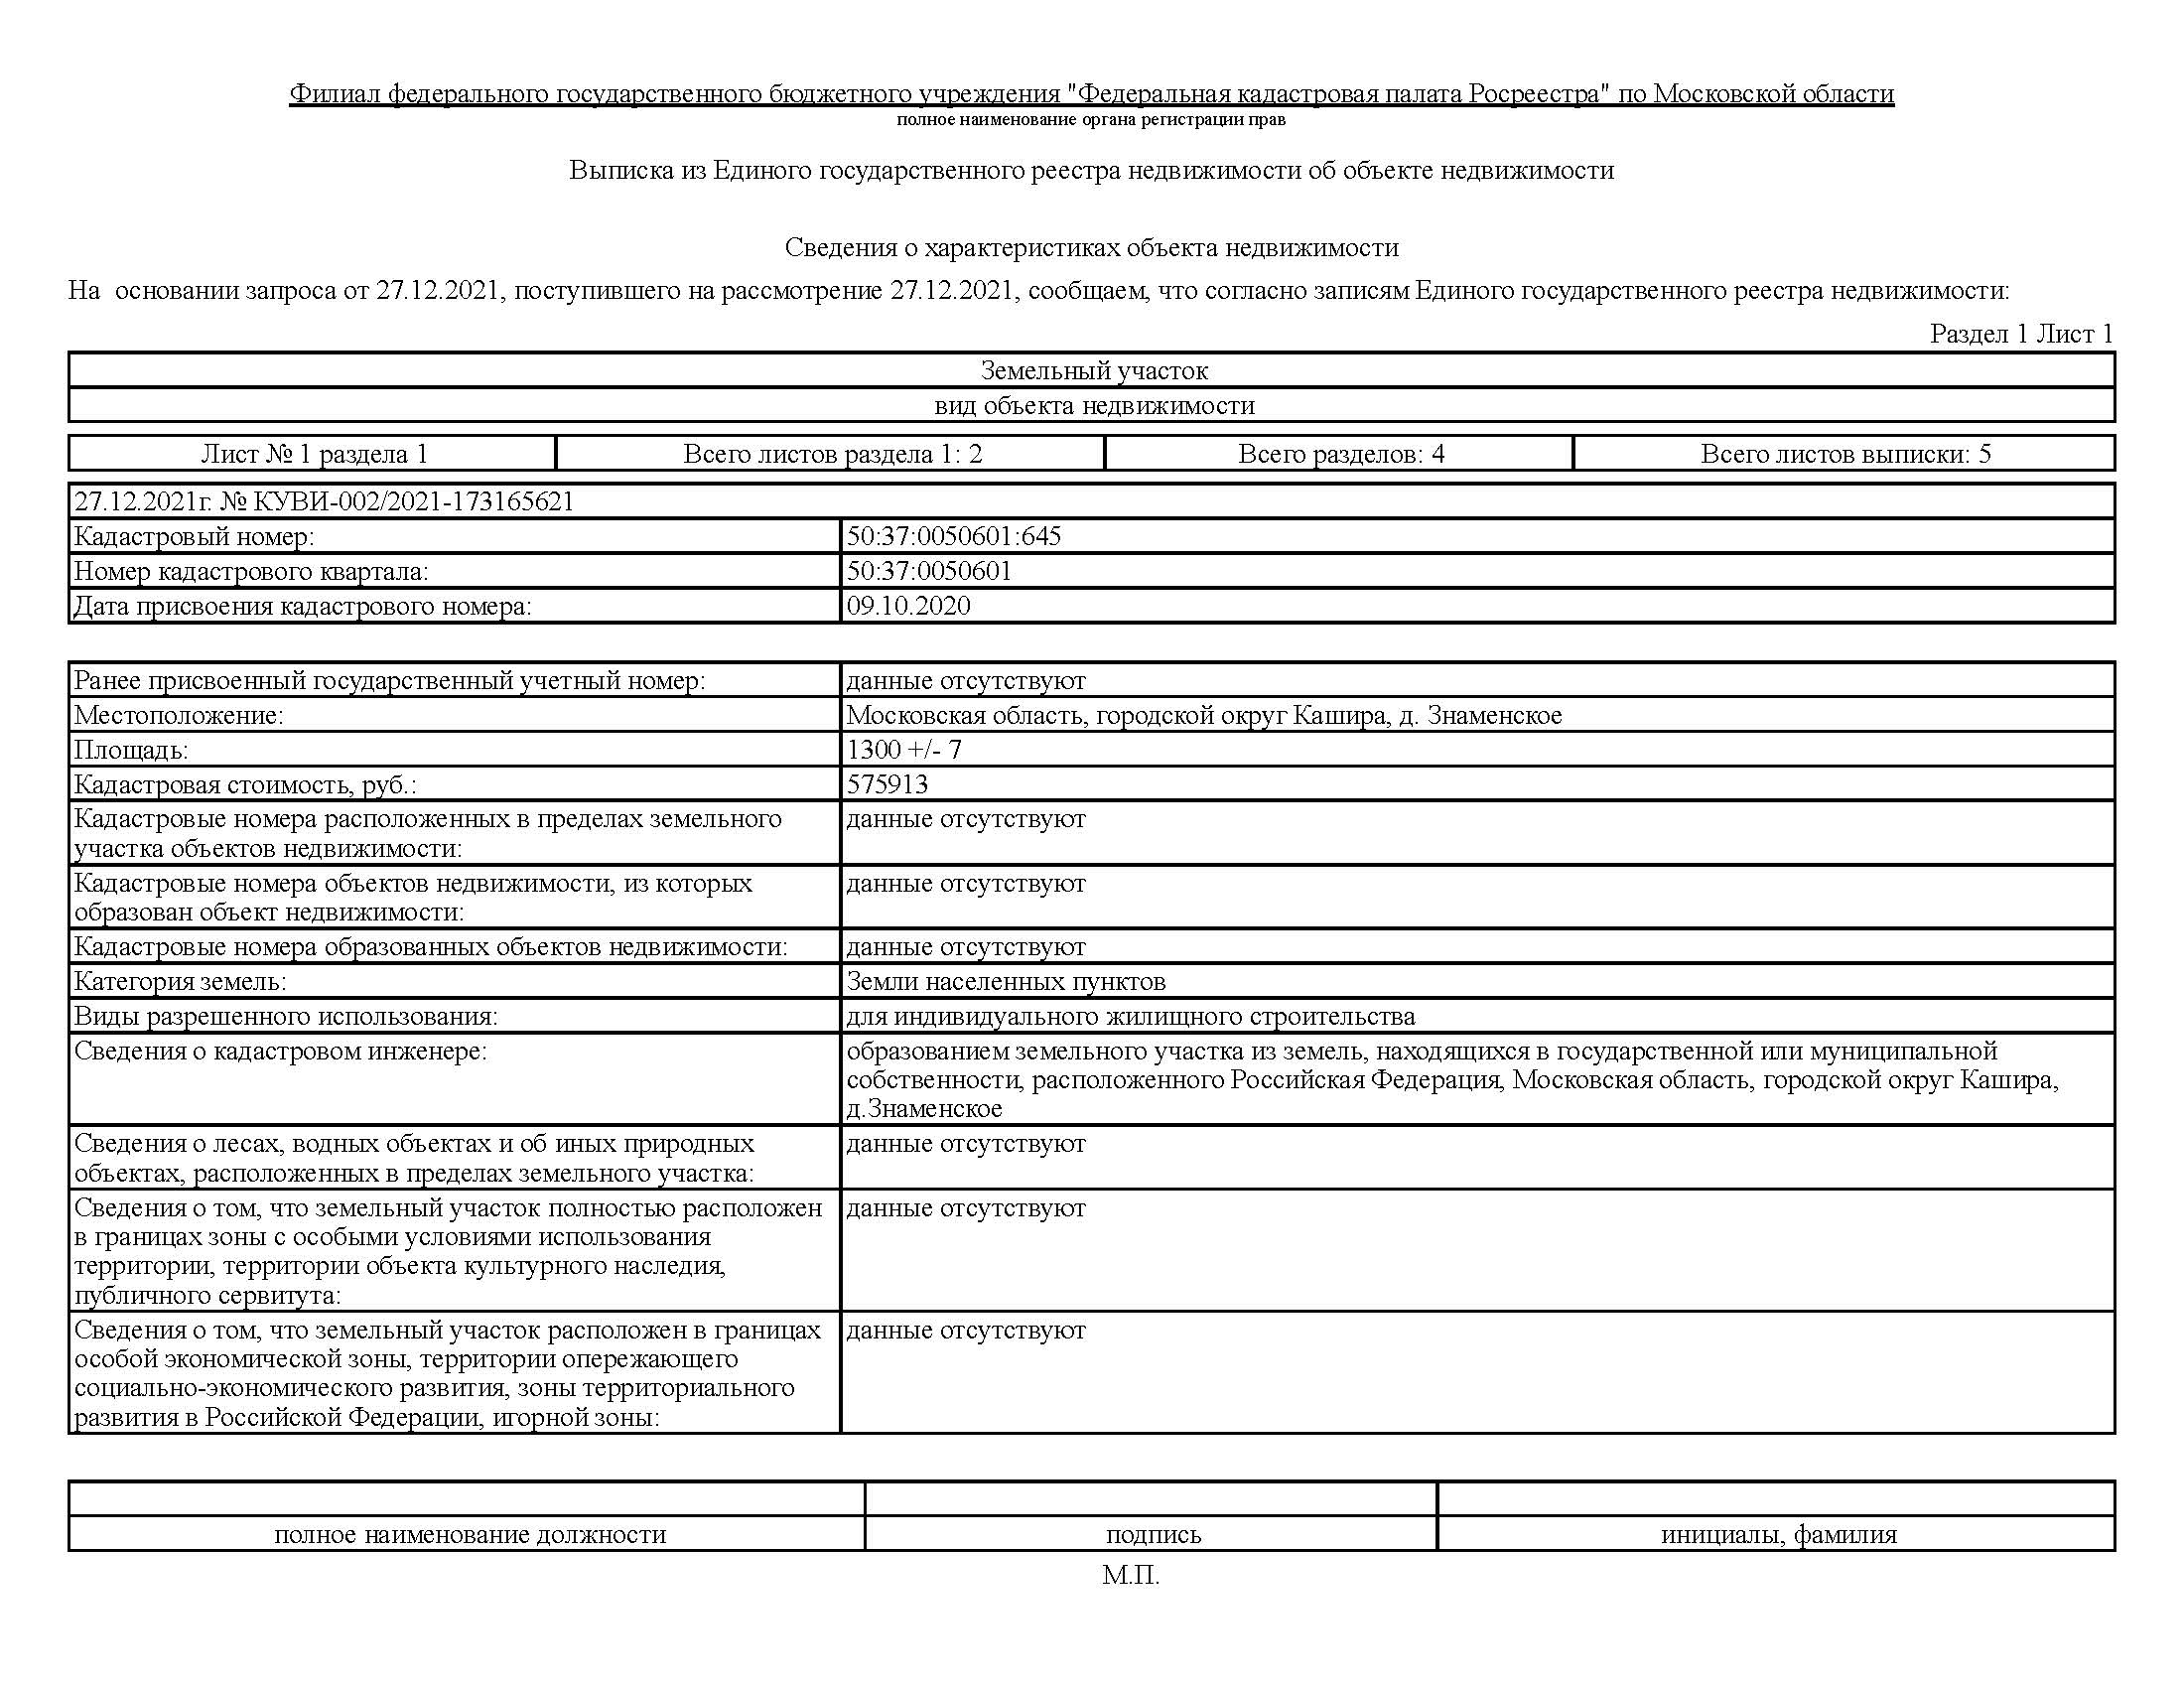 Филиал федерального государственного бюджетного учреждения "Федеральная кадастровая палата Росреестра" по Московской области
полное наименование органа регистрации прав
Выписка из Единого государственного реестра недвижимости об объекте недвижимости
Сведения о характеристиках объекта недвижимости
На основании запроса от 27.12.2021, поступившего на рассмотрение 27.12.2021, сообщаем, что согласно записям Единого государственного реестра недвижимости:
Раздел 1 Лист 1
Земельный участок
вид объекта недвижимости
Лист № 1 раздела 1 Всего листов раздела 1: 2 Всего разделов: 4 Всего листов выписки: 5
27.12.2021г. № КУВИ-002/2021-173165621
Кадастровый номер: 50:37:0050601:645
Номер кадастрового квартала: 50:37:0050601
Дата присвоения кадастрового номера: 09.10.2020
Ранее присвоенный государственный учетный номер: данные отсутствуют
Местоположение: Московская область, городской округ Кашира, д. Знаменское
Площадь: 1300 +/- 7
Кадастровая стоимость, руб.: 575913
Кадастровые номера расположенных в пределах земельного данные отсутствуют
участка объектов недвижимости:
Кадастровые номера объектов недвижимости, из которых данные отсутствуют
образован объект недвижимости:
Кадастровые номера образованных объектов недвижимости: данные отсутствуют
Категория земель: Земли населенных пунктов
Виды разрешенного использования: для индивидуального жилищного строительства
Сведения о кадастровом инженере: образованием земельного участка из земель, находящихся в государственной или муниципальной
собственности, расположенного Российская Федерация, Московская область, городской округ Кашира,
д.Знаменское
Сведения о лесах, водных объектах и об иных природных данные отсутствуют
объектах, расположенных в пределах земельного участка:
Сведения о том, что земельный участок полностью расположен данные отсутствуют
в границах зоны с особыми условиями использования
территории, территории объекта культурного наследия,
публичного сервитута:
Сведения о том, что земельный участок расположен в границах данные отсутствуют
особой экономической зоны, территории опережающего
социально-экономического развития, зоны территориального
развития в Российской Федерации, игорной зоны:
полное наименование должности подпись инициалы, фамилия
М.П.